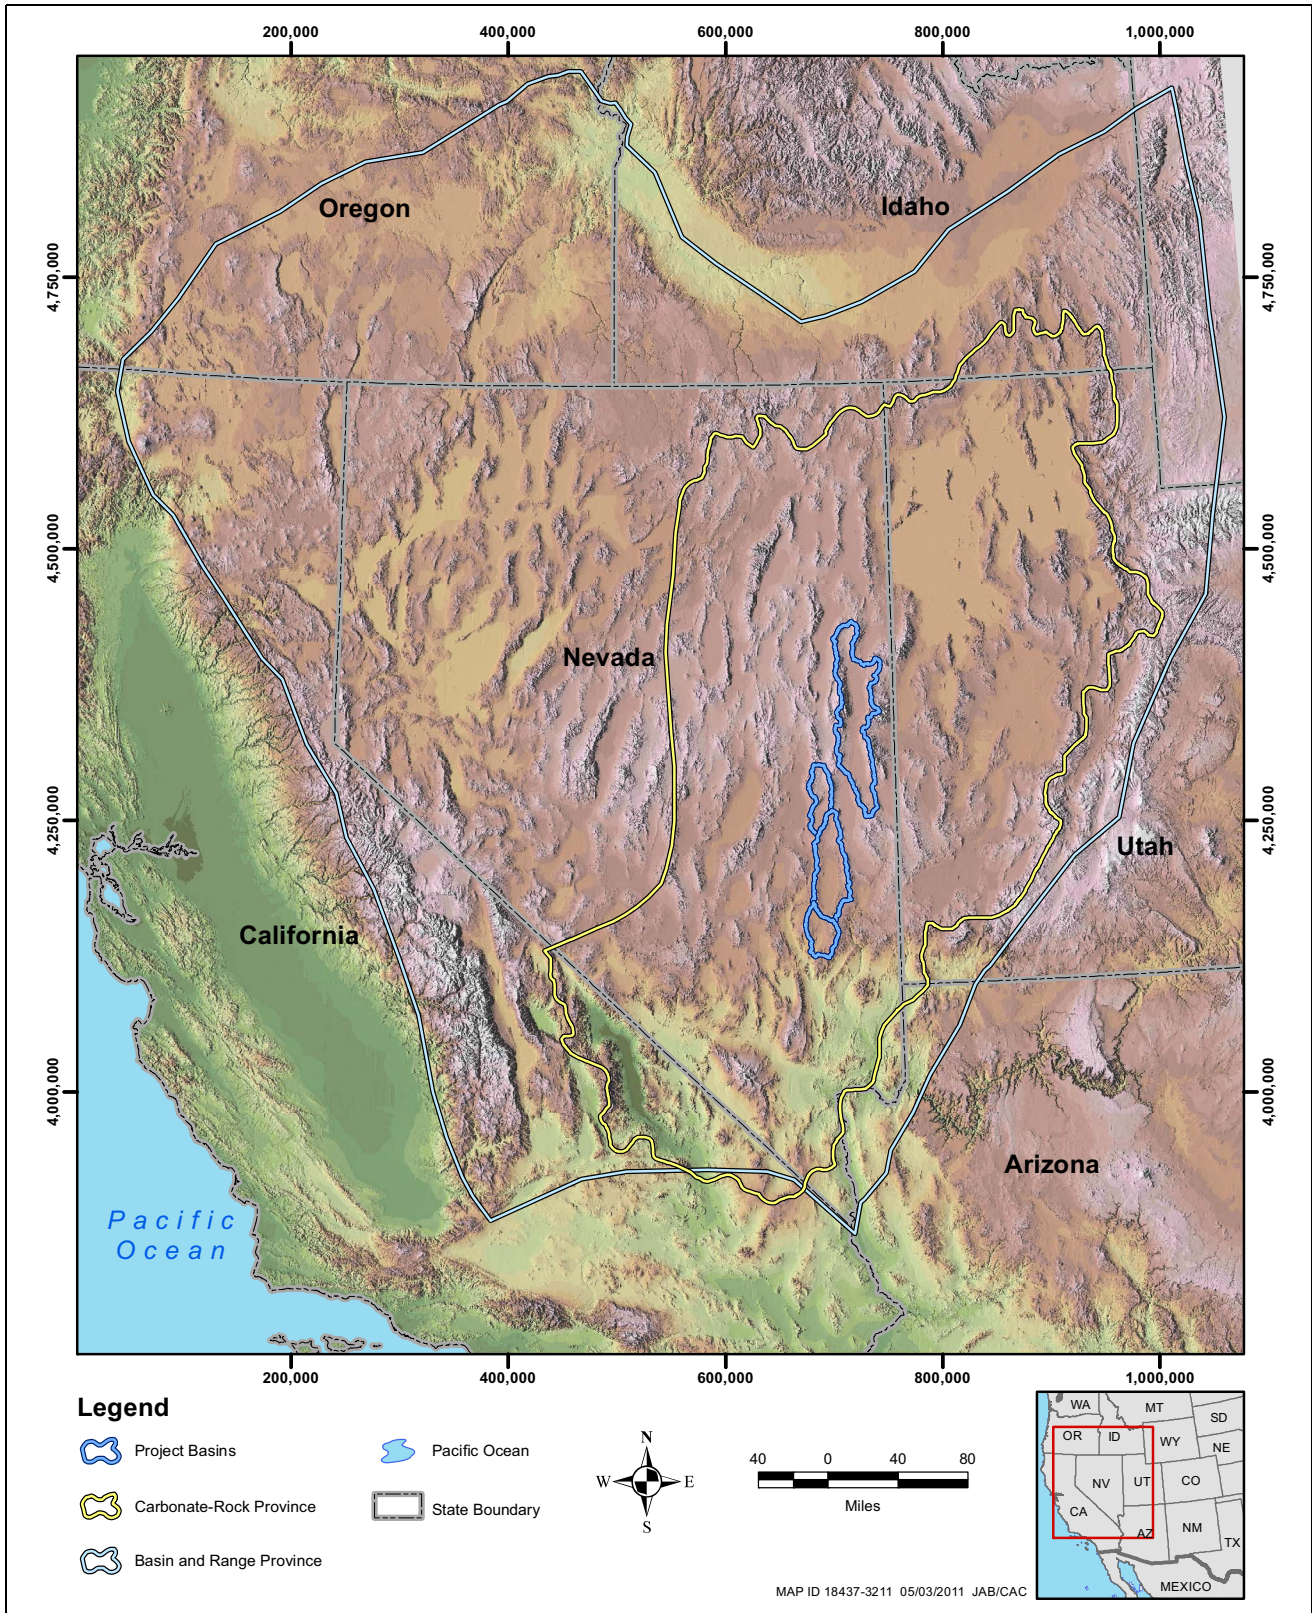 200,000 400,000 600,000 800,000 1,000,000
Oregon
Idaho
4,750,000
4,750,000
4,500,000
4,500,000
Nevada
4,250,000
4,250,000
Utah
California
4,000,000
4,000,000
Arizona
Pacific
Ocean
200,000 400,000 600,000 800,000 1,000,000
Legend
Project Basins
Carbonate-Rock Province
Basin and Range Province
Pacific Ocean
State Boundary
N
W E
S
40 0 40 80
Miles
WA MT
SD
OR ID
WY
NE
NV UT CO
CA
AZ NM
TX
MEXICO
MAP ID 18437-3211 05/03/2011 JAB/CAC